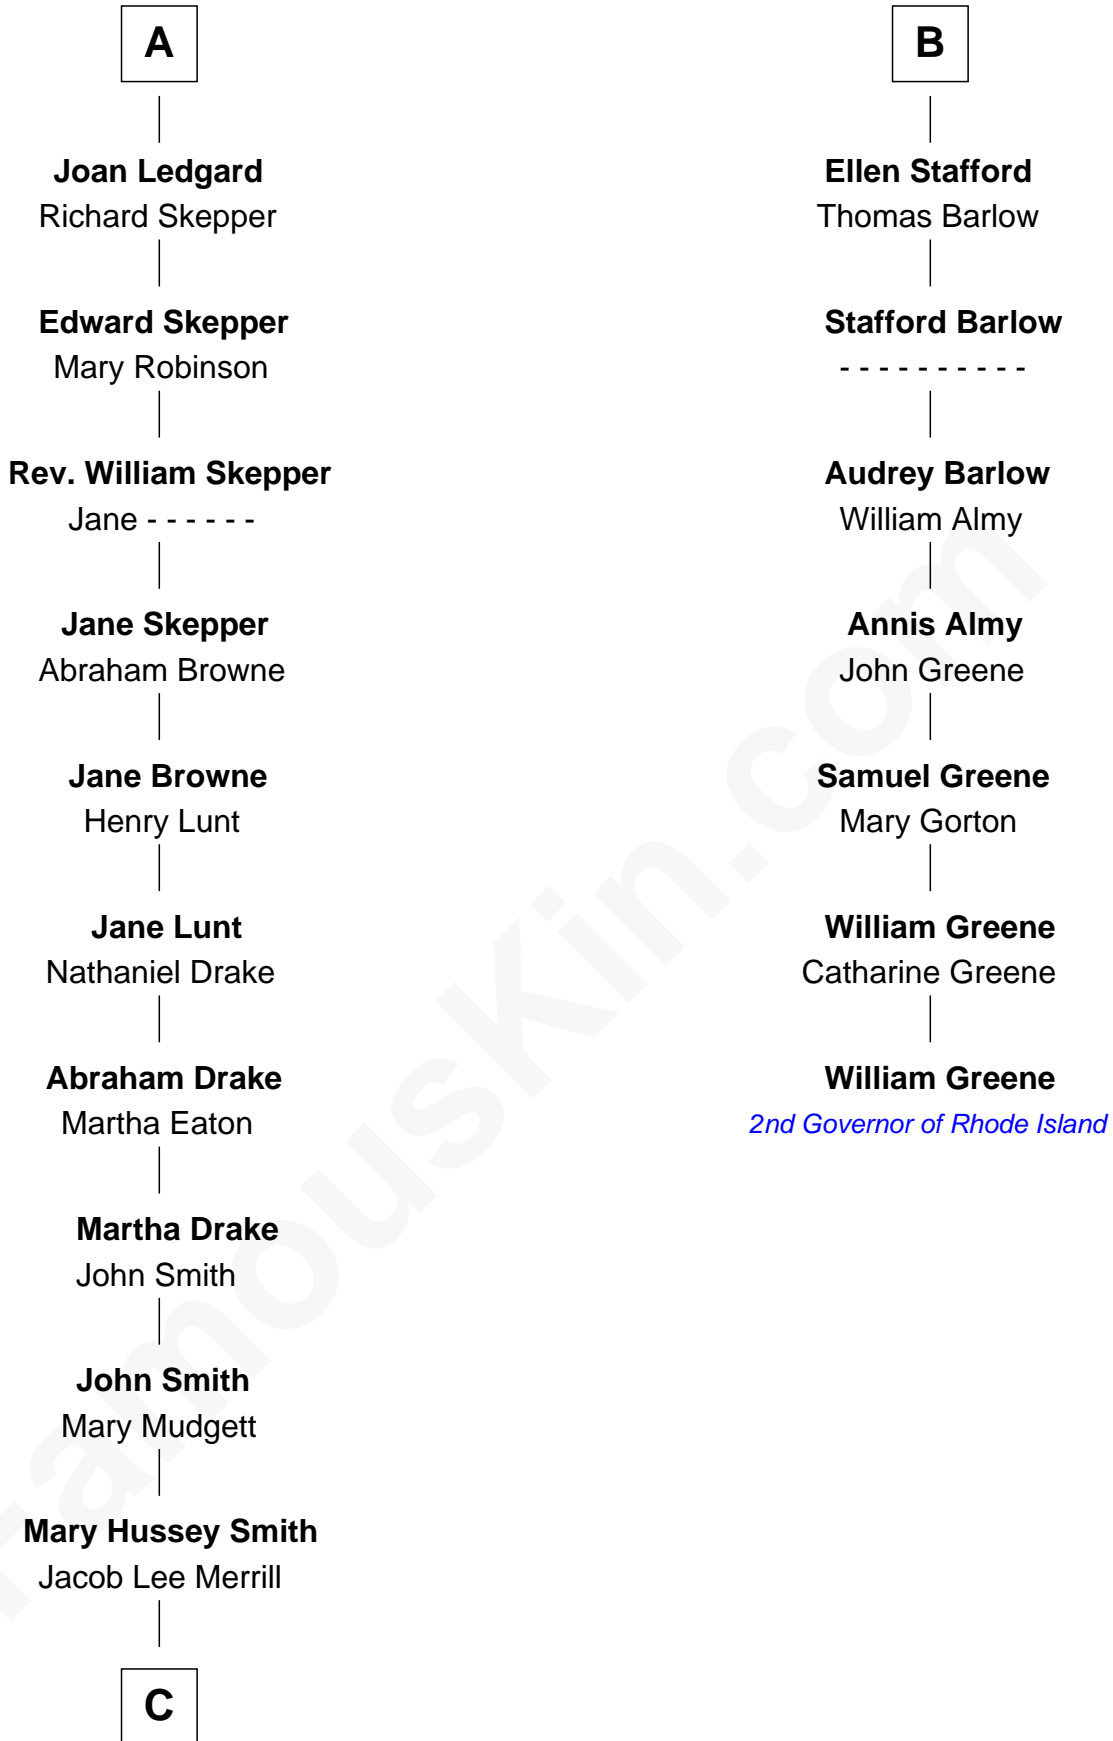 A
Joan Ledgard
Richard Skepper
Edward Skepper
Mary Robinson
Rev. William Skepper
Jane - - - - - -
Jane Skepper
Abraham Browne
Jane Browne
Henry Lunt
Jane Lunt
Nathaniel Drake
Abraham Drake
Martha Eaton
Martha Drake
John Smith
John Smith
Mary Mudgett
Mary Hussey Smith
Jacob Lee Merrill
C
B
Ellen Stafford
Thomas Barlow
Stafford Barlow
- - - - - - - - - -
Audrey Barlow
William Almy
Annis Almy
John Greene
Samuel Greene
Mary Gorton
William Greene
Catharine Greene
William Greene
2nd Governor of Rhode Island
FamousKin.com